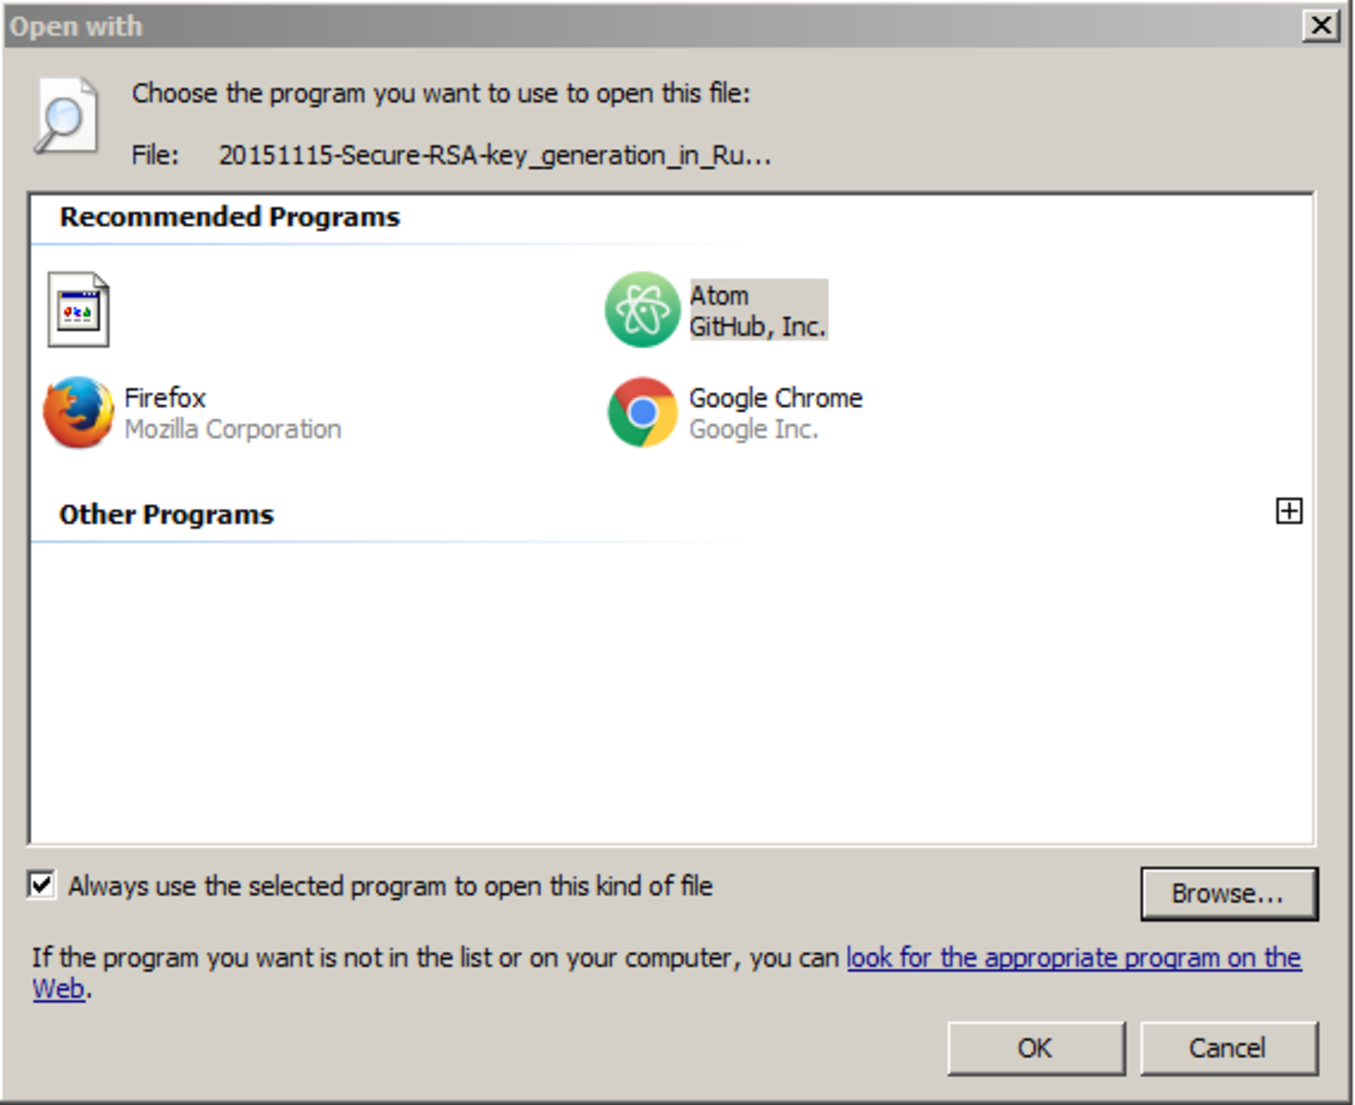 Open with
Choose the program you want to use to open this file:
File: 20151115-Secure-RSA-key_generation_in_Ru...
Recommended Programs
Atom
GitHub, Inc.
Firefox
Mozilla Corporation
Google Chrome
Google Inc.
Other Programs
Always use the selected program to open this kind of file
Browse...
If the program you want is not in the list or on your computer, you can look for the appropriate program on the
Web.
OK Cancel